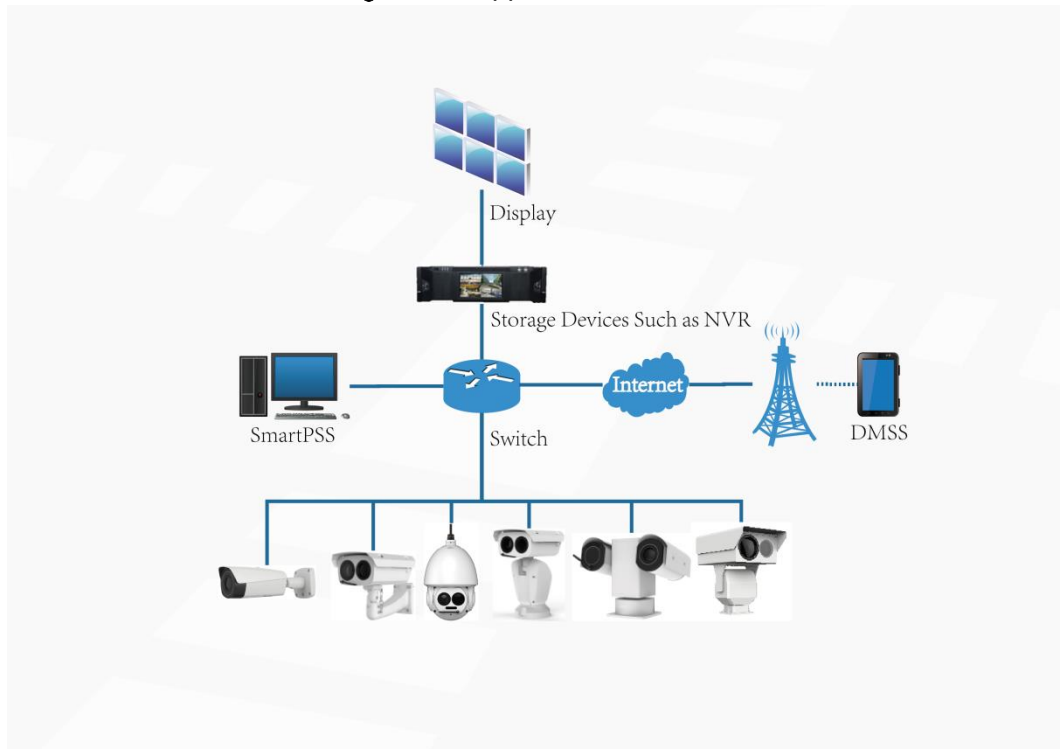 Display
Storage Devices Such as NVR
Internet
SmartPSS
Switch
DMSS